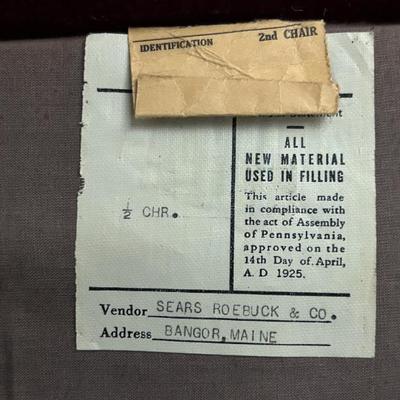 IDENTIFICATION 2nd CHAIR
ALL
NEW MATERIAL
USED IN FILLING
This article made
in compliance with
the act of Assembly
of Pennsylvania,
approved on the
14th Day of April,
A. D 1925.
½ CHR.
Vendor SEARS ROEBUCK & CO.
Address BANGOR, MAINE